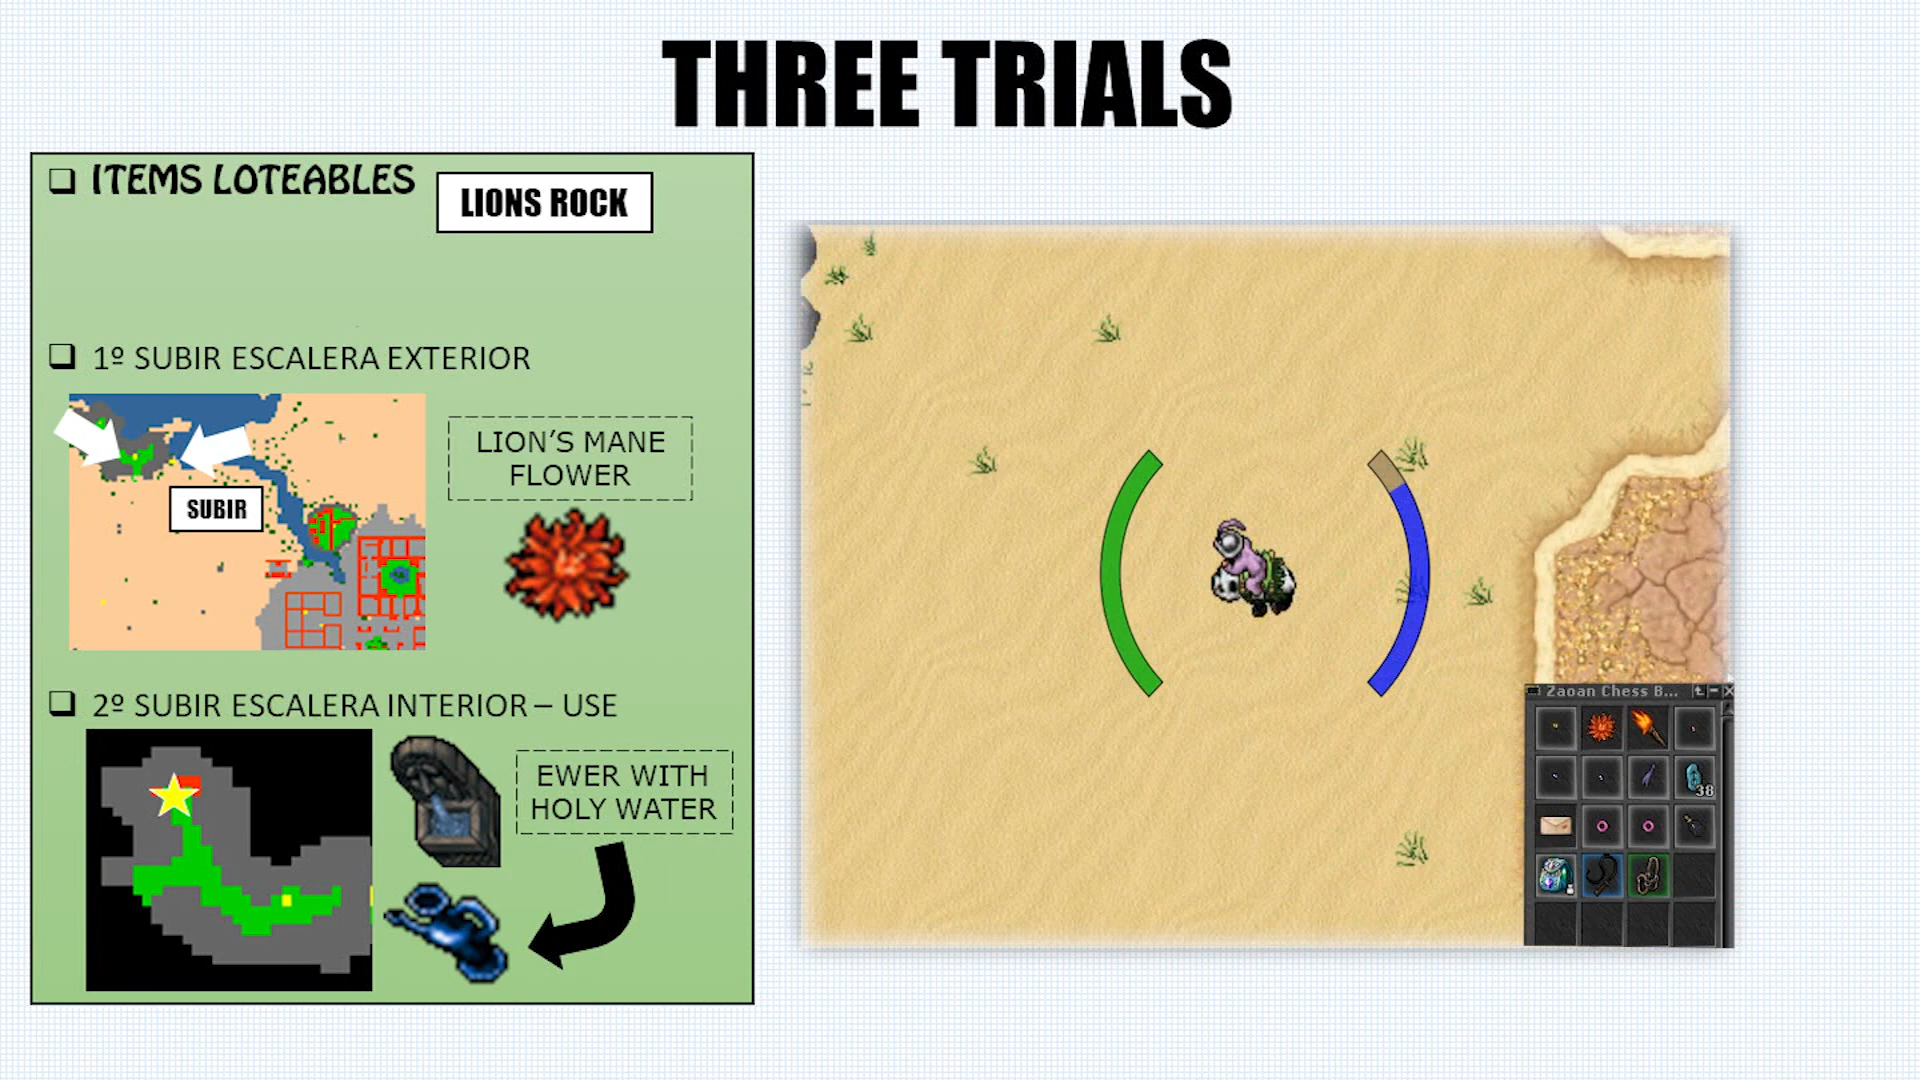 THREE TRIALS
ITEMS LOTEABLES
LIONS ROCK
1º SUBIR ESCALERA EXTERIOR
SUBIR
LION’S MANE
FLOWER
2º SUBIR ESCALERA INTERIOR – USE
EWER WITH
HOLY WATER
Zaoan Chess B...
38